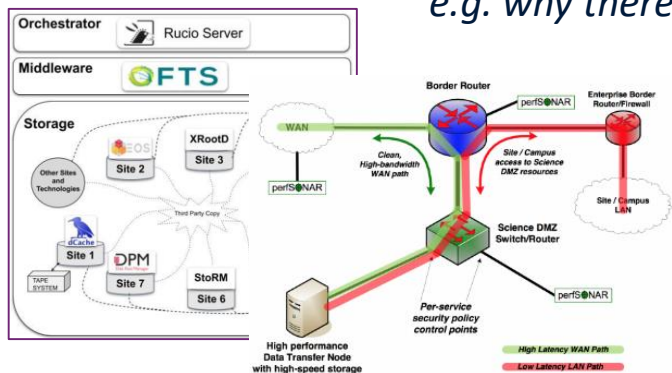 e.g. why there
Orchestrator
Rucio Server
Middleware
FTS
Storage
Other Sites
and
Technologies
EOS
Site 2
XRootD
Site 3
Third Party Copy
dCache
Site 1
TAPE
SYSTEM
DPM
Disk Pool Manager
Site 7
StoRM
Site 6
Border Router
perfSONAR
Enterprise Border
Router/Firewall
WAN
perfSONAR
Clean,
High-bandwidth
WAN path
Site / Campus
access to Science
DMZ resources
Site / Campus
LAN
Science DMZ
Switch/Router
perfSONAR
Per-service
security policy
control points
High performance
Data Transfer Node
with high-speed storage
High Latency WAN Path
Low Latency LAN Path